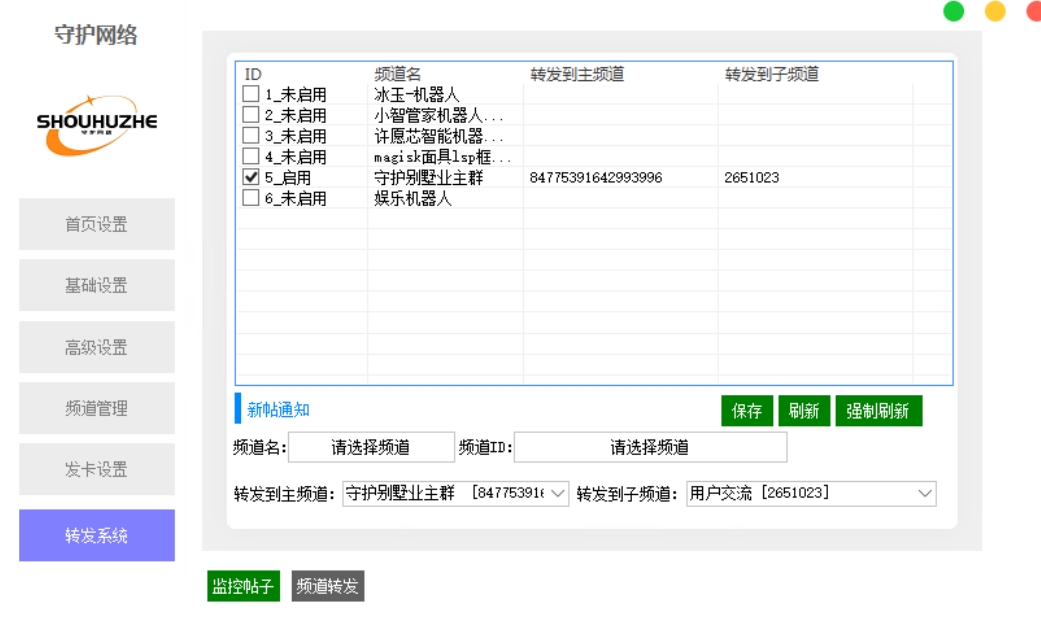 守护网络
SHOUHUZHE
守护网络
首页设置
基础设置
高级设置
频道管理
发卡设置
转发系统
ID 频道名 转发到主频道 转发到子频道
1_未启用 冰玉-机器人
2_未启用 小智管家机器人...
3_未启用 许愿芯智能机器...
4_未启用 magisk面具lsp框...
5_启用 守护别墅业主群 84775391642993996 2651023
6_未启用 娱乐机器人
新帖通知 保存 刷新 强制刷新
频道名: 请选择频道 频道ID: 请选择频道
转发到主频道: 守护别墅业主群 [8477539164 转发到子频道: 用户交流 [2651023]
监控帖子 频道转发